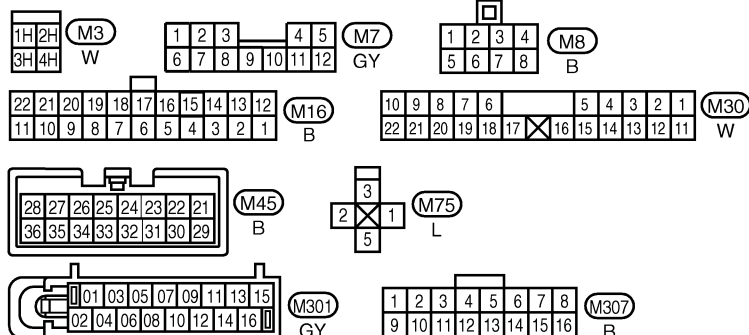 1H 2H M3
3H 4H W
1 2 3 4 5 M7
6 7 8 9 10 11 12 GY
1 2 3 4 M8
5 6 7 8 B
22 21 20 19 18 17 16 15 14 13 12 M16
11 10 9 8 7 6 5 4 3 2 1 B
10 9 8 7 6 5 4 3 2 1 M30
22 21 20 19 18 17 16 15 14 13 12 11 W
28 27 26 25 24 23 22 21 M45
36 35 34 33 32 31 30 29 B
3
2 1 M75
5 L
01 03 05 07 09 11 13 15 M301
02 04 06 08 10 12 14 16 GY
1 2 3 4 5 6 7 8 M307
9 10 11 12 13 14 15 16 B